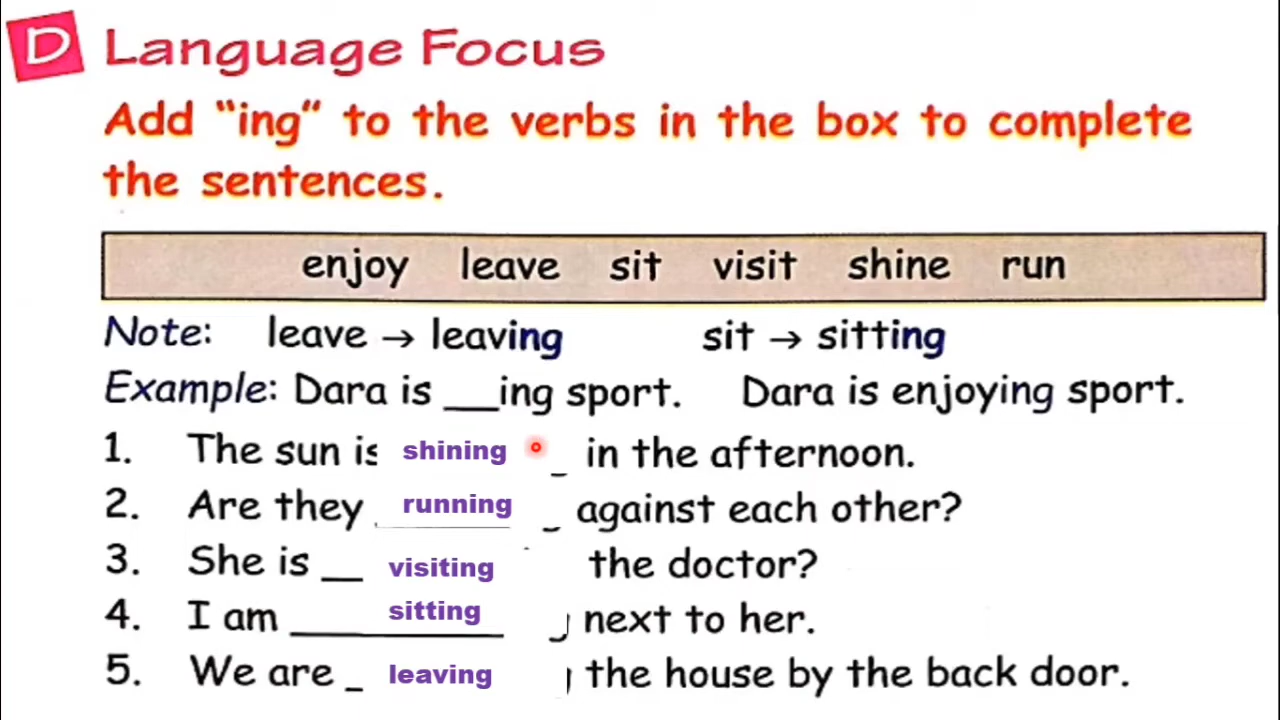 D Language Focus
Add “ing” to the verbs in the box to complete
the sentences.
enjoy leave sit visit shine run
Note: leave → leaving sit → sitting
Example: Dara is ___ing sport. Dara is enjoying sport.
1. The sun is shining _ in the afternoon.
2. Are they running _ against each other?
3. She is __ visiting the doctor?
4. I am sitting next to her.
5. We are _ leaving the house by the back door.